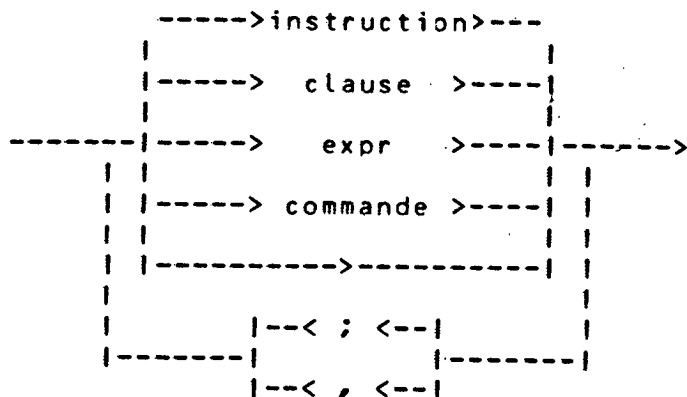 ----->instruction>---
|-----> clause >----|
-------|-----> expr >-----|------>
| |-----> commande >----| |
| |---------->----------| |
| |--< ; <--| |
|-------| |-------|
|--< , <--|